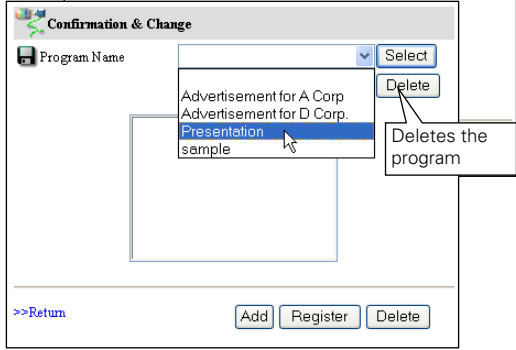 Confirmation & Change
Program Name
Select
Delete
Advertisement for A Corp
Advertisement for D Corp.
Presentation
sample
Deletes the
program
>>Return
Add
Register
Delete